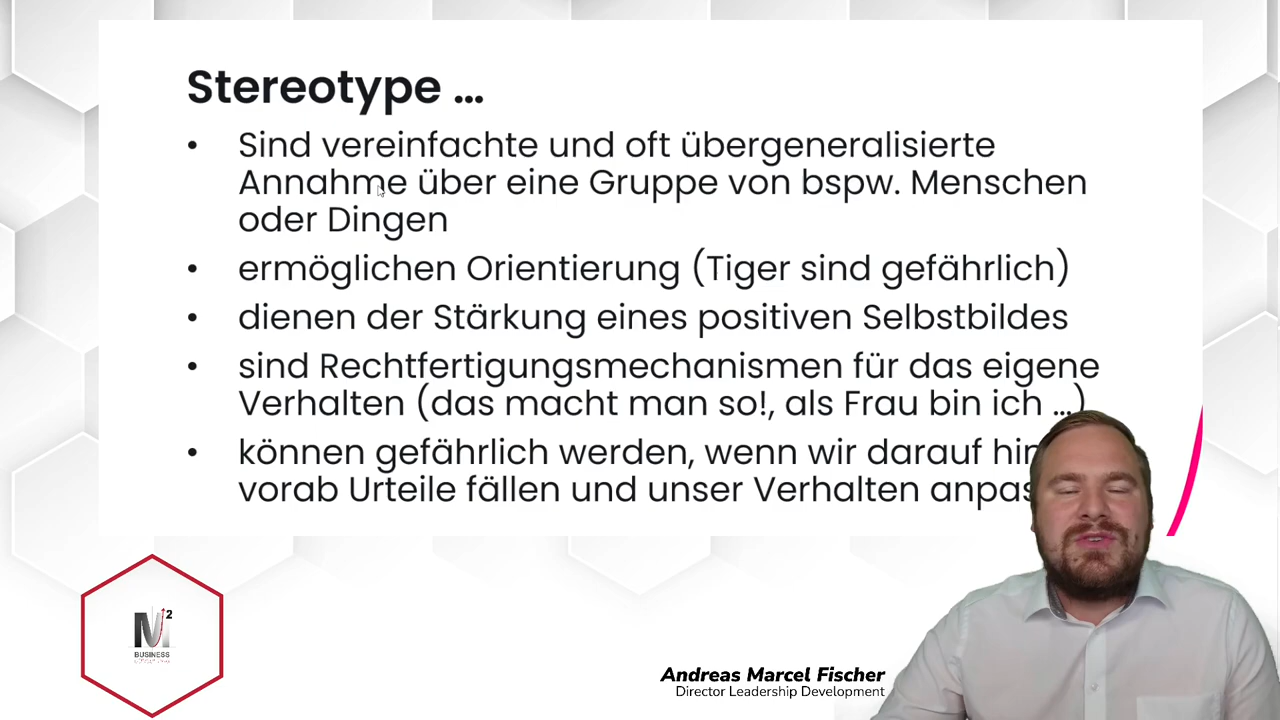 Stereotype ...
• Sind vereinfachte und oft übergeneralisierte
Annahme über eine Gruppe von bspw. Menschen
oder Dingen
• ermöglichen Orientierung (Tiger sind gefährlich)
• dienen der Stärkung eines positiven Selbstbildes
• sind Rechtfertigungsmechanismen für das eigene
Verhalten (das macht man so!, als Frau bin ich ...)
• können gefährlich werden, wenn wir darauf
vorab Urteile fällen und unser Verhalten
M²
BUSINESS
Andreas Marcel Fischer
Director Leadership Development